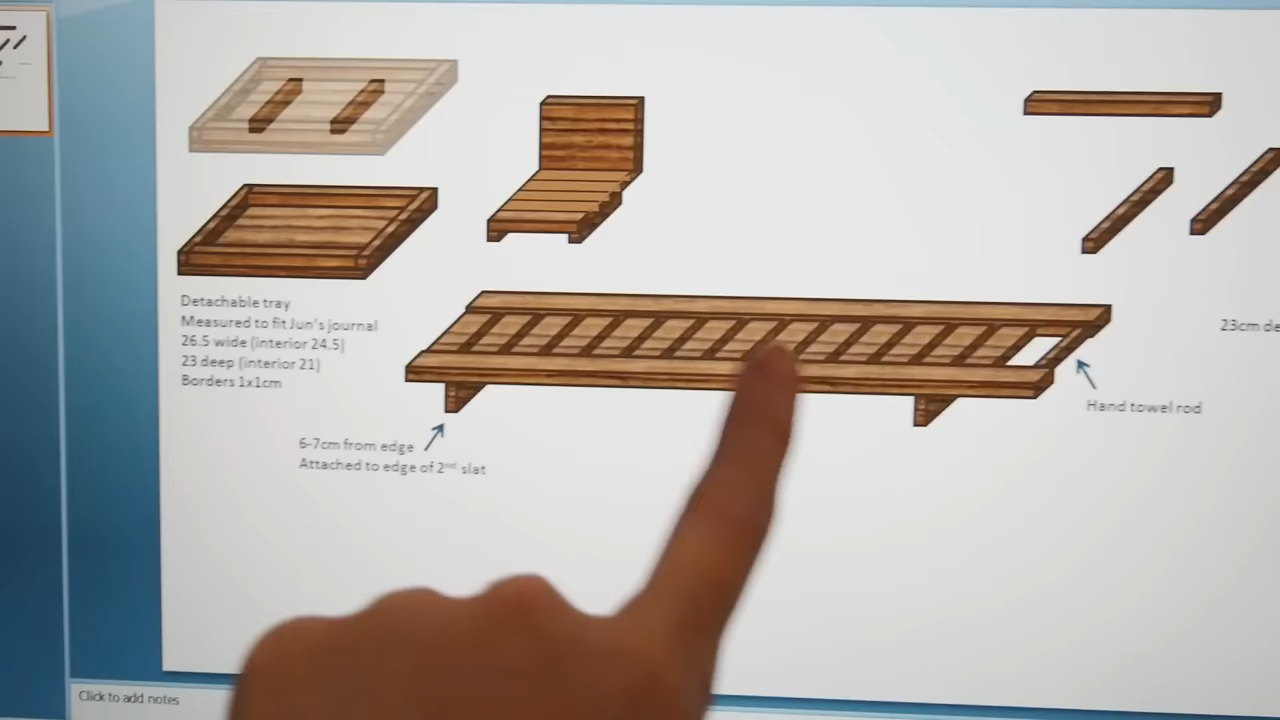 Detachable tray
Measured to fit Jun's journal
26.5 wide (interior 24.5)
23 deep (interior 21)
Borders 1x1cm
23cm
Hand towel rod
6-7cm from edge
Attached to edge of 2nd slat
Click to add notes